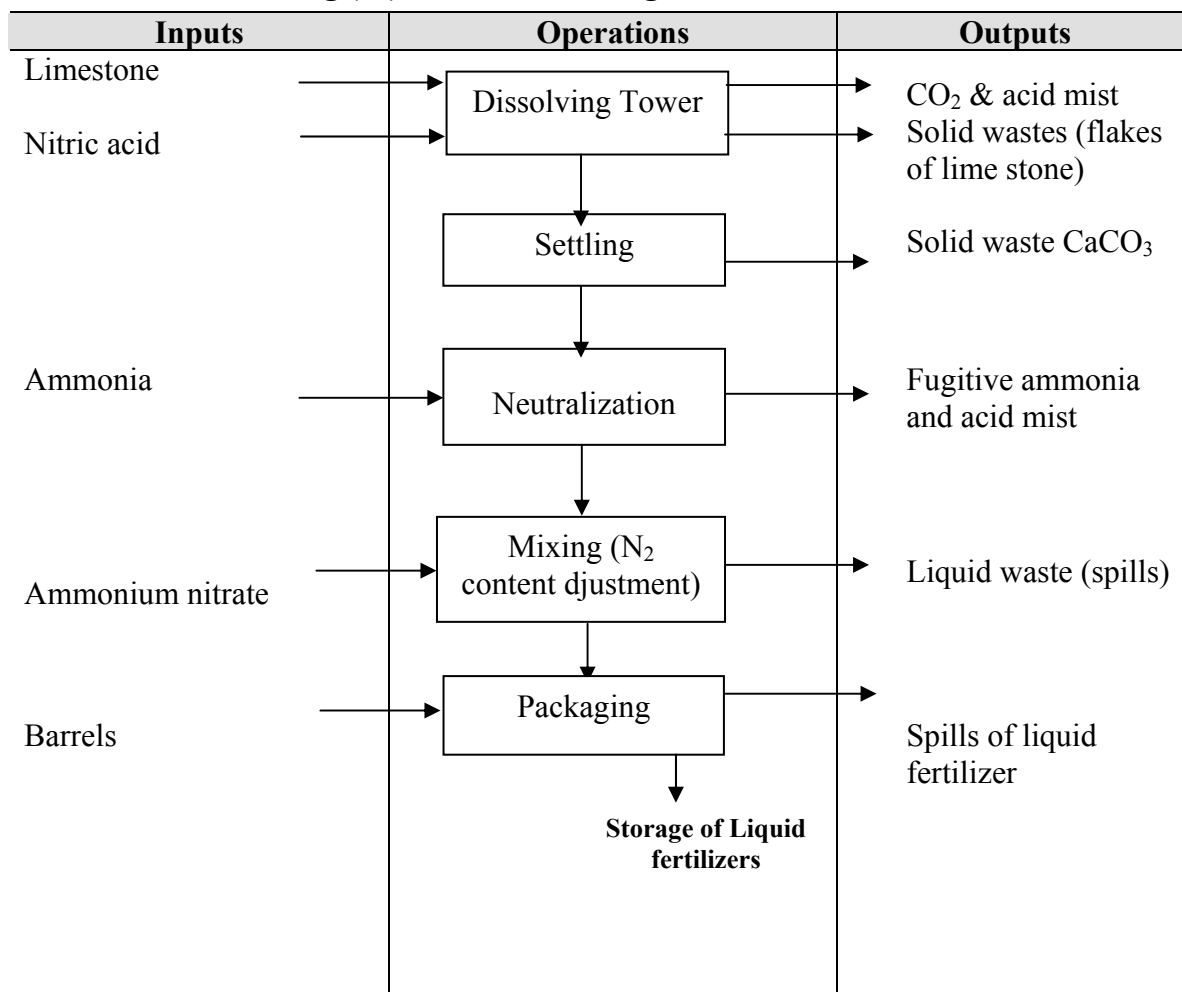 Inputs Operations Outputs
Limestone
Nitric acid
Dissolving Tower
CO₂ & acid mist
Solid wastes (flakes
of lime stone)
Settling
Solid waste CaCO₃
Ammonia
Neutralization
Fugitive ammonia
and acid mist
Mixing (N₂
content djustment)
Ammonium nitrate
Liquid waste (spills)
Packaging
Barrels
Spills of liquid
fertilizer
Storage of Liquid
fertilizers